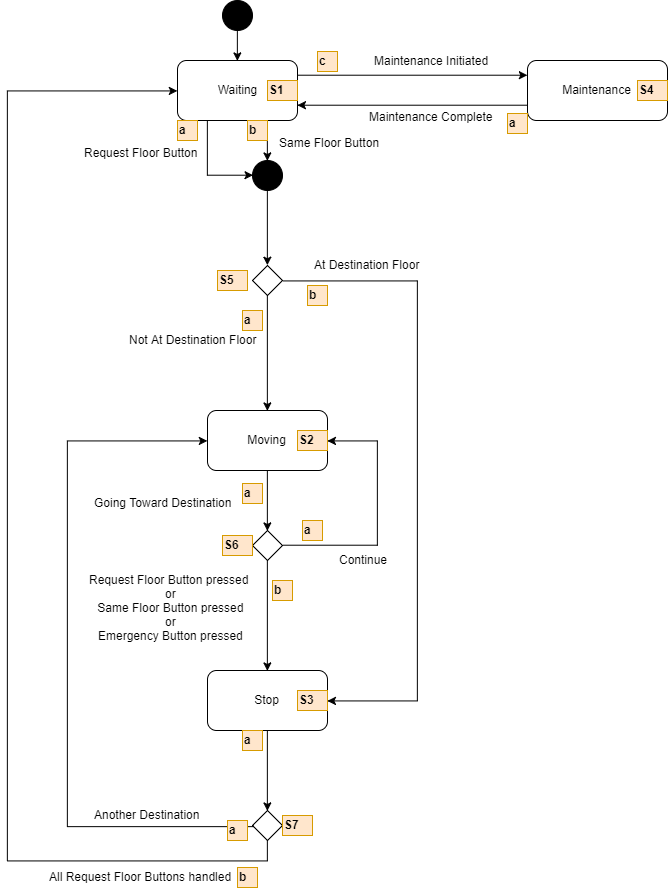 c
Maintenance Initiated
Waiting
S1
Maintenance
S4
Maintenance Complete
a
a
b
Request Floor Button
Same Floor Button
S5
At Destination Floor
b
a
Not At Destination Floor
Moving
S2
a
Going Toward Destination
a
S6
Continue
Request Floor Button pressed
or
Same Floor Button pressed
or
Emergency Button pressed
b
Stop
S3
a
Another Destination
a
S7
All Request Floor Buttons handled
b